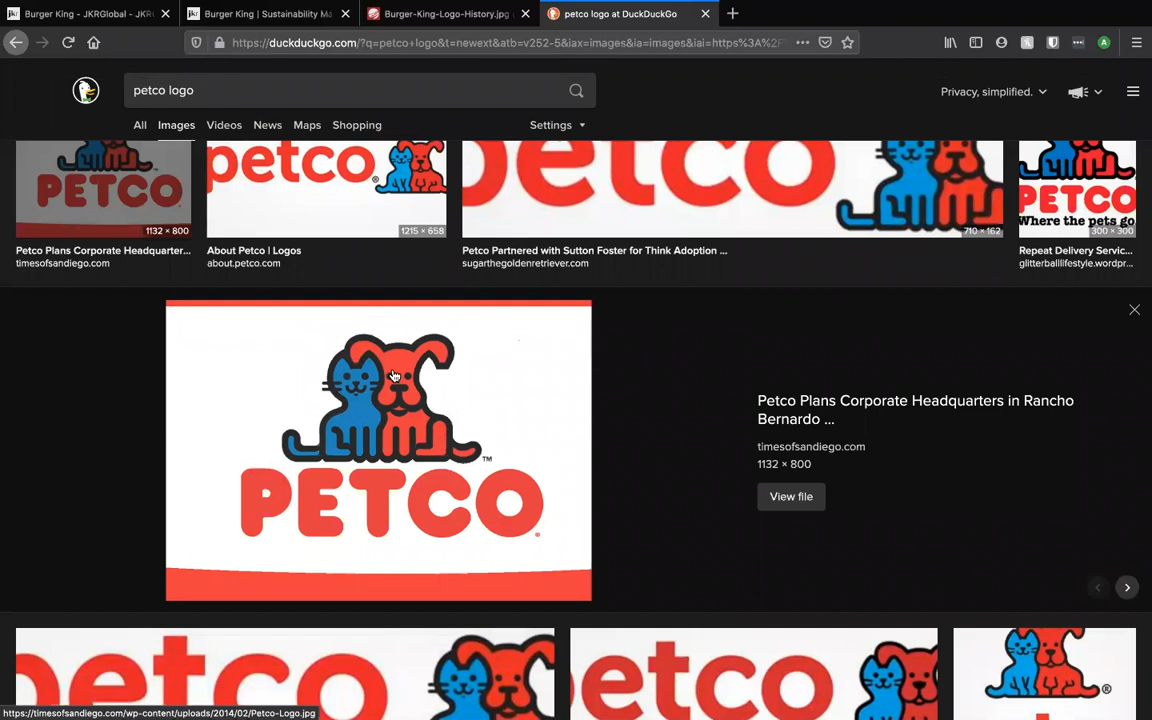 Burger King - JKRGlobal - JKR
Burger King | Sustainability Ma
Burger-King-Logo-History.jpg
petco logo at DuckDuckGo
https://duckduckgo.com/?q=petco+logo&t=newext&atb=v252-5&iax=images&ia=images&iai=https%3A%2F
petco logo
Privacy, simplified.
All Images Videos News Maps Shopping Settings
PETCO
petco
petco
PETCO
Where the pets go
1132 × 800
1215 × 658
710 × 162
300 × 300
Petco Plans Corporate Headquarter...
timesofsandiego.com
About Petco | Logos
about.petco.com
Petco Partnered with Sutton Foster for Think Adoption ...
sugarthegoldenretriever.com
Repeat Delivery Servic...
glitterballlifestyle.wordpr...
PETCO
TM
Petco Plans Corporate Headquarters in Rancho
Bernardo ...
timesofsandiego.com
1132 × 800
View file
petco
petco
https://timesofsandiego.com/wp-content/uploads/2014/02/Petco-Logo.jpg